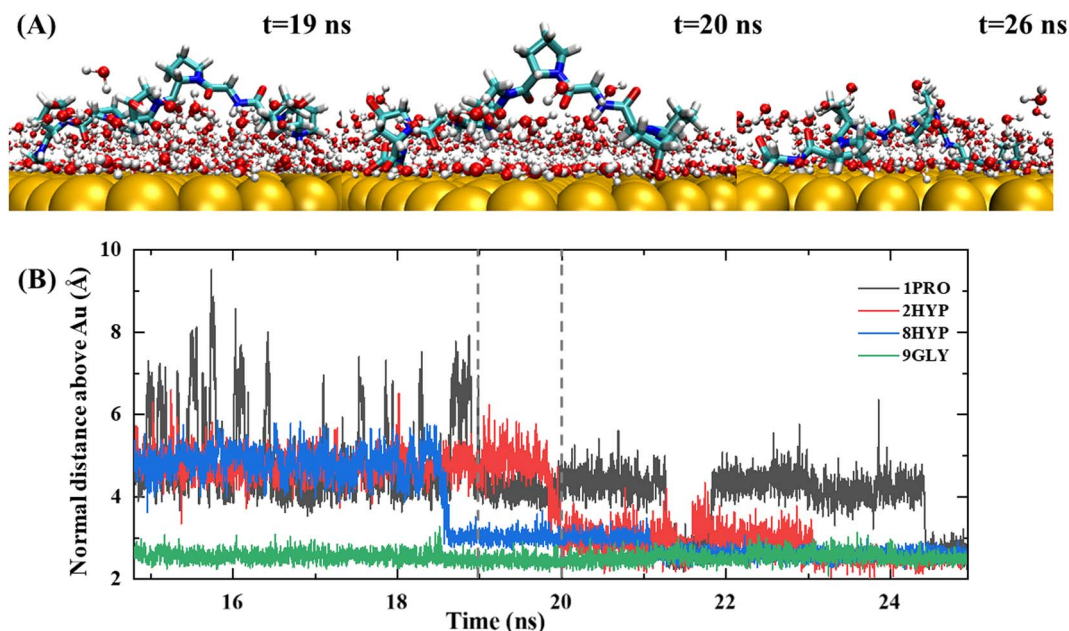 (A) t=19 ns t=20 ns t=26 ns
(B)
Normal distance above Au (Å)
10
8
6
4
2
1PRO
2HYP
8HYP
9GLY
16 18 20 22 24
Time (ns)